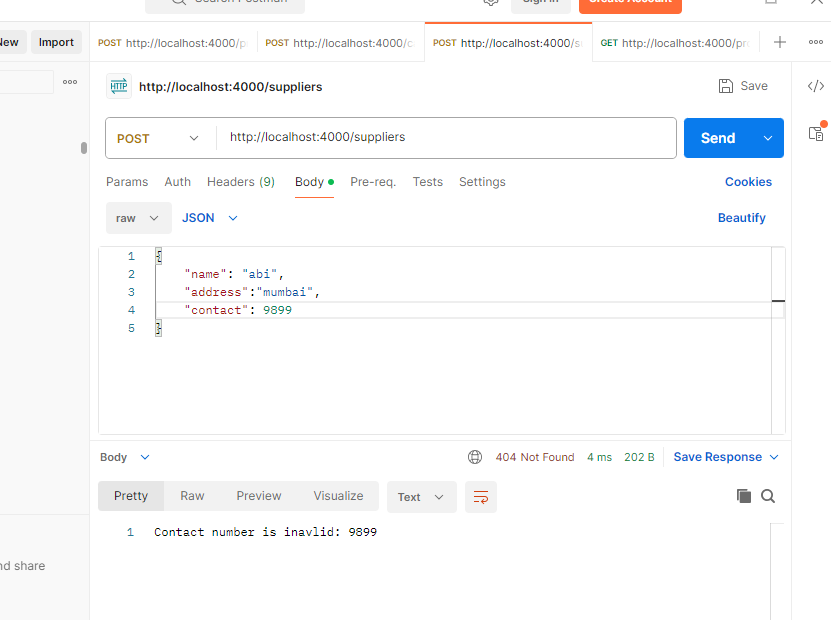 Search Postman
Sign In
Create Account
New
Import
POST http://localhost:4000/p
POST http://localhost:4000/c
POST http://localhost:4000/s
GET http://localhost:4000/pro
HTTP
http://localhost:4000/suppliers
Save
POST
http://localhost:4000/suppliers
Send
Params
Auth
Headers (9)
Body
Pre-req.
Tests
Settings
Cookies
raw
JSON
Beautify
1 {
2 "name": "abi",
3 "address":"mumbai",
4 "contact": 9899
5 }
Body
404 Not Found
4 ms
202 B
Save Response
Pretty
Raw
Preview
Visualize
Text
1 Contact number is inavlid: 9899
nd share